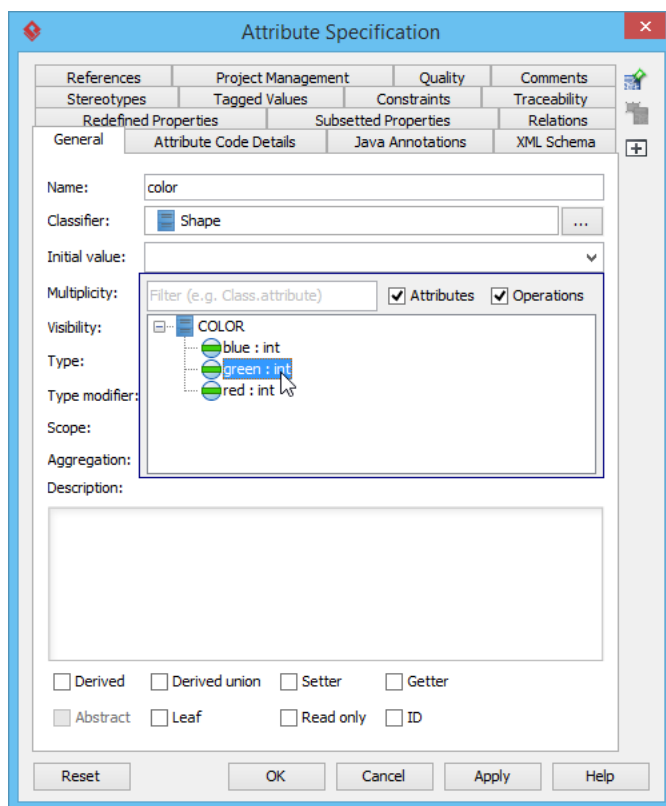 Attribute Specification
References Project Management Quality Comments
Stereotypes Tagged Values Constraints Traceability
Redefined Properties Subsetted Properties Relations
General Attribute Code Details Java Annotations XML Schema
Name: color
Classifier: Shape ...
Initial value:
Multiplicity: Filter (e.g. Class.attribute) Attributes Operations
Visibility: COLOR
blue : int
Type: green : int
Type modifier: red : int
Scope:
Aggregation:
Description:
Derived Derived union Setter Getter
Abstract Leaf Read only ID
Reset OK Cancel Apply Help